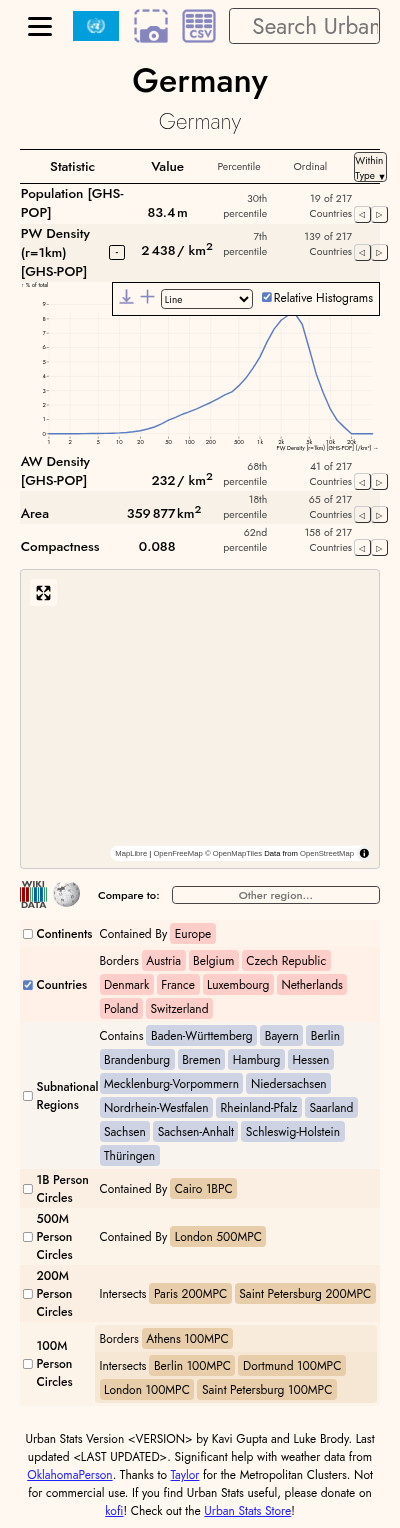 CSV
Search Urban
Germany
Germany
Statistic Value Percentile Ordinal Within Type ▼
Population [GHS-POP] 83.4 m 30th percentile 19 of 217 Countries ◁ ▷
PW Density (r=1km) [GHS-POP] - 2 438 / km² 7th percentile 139 of 217 Countries ◁ ▷
↑ % of total
Line Relative Histograms
9
8
7
6
5
4
3
2
1
0
1 2 5 10 20 50 100 200 500 1k 2k 5k 10k 20k
PW Density (r=1km) [GHS-POP] (/km²) →
AW Density [GHS-POP] 232 / km² 68th percentile 41 of 217 Countries ◁ ▷
Area 359 877 km² 18th percentile 65 of 217 Countries ◁ ▷
Compactness 0.088 62nd percentile 158 of 217 Countries ◁ ▷
MapLibre | OpenFreeMap © OpenMapTiles Data from OpenStreetMap
WIKI
DATA
Compare to: Other region...
Continents Contained By Europe
Countries Borders Austria Belgium Czech Republic
Denmark France Luxembourg Netherlands
Poland Switzerland
Subnational Regions Contains Baden-Württemberg Bayern Berlin
Brandenburg Bremen Hamburg Hessen
Mecklenburg-Vorpommern Niedersachsen
Nordrhein-Westfalen Rheinland-Pfalz Saarland
Sachsen Sachsen-Anhalt Schleswig-Holstein
Thüringen
1B Person Circles Contained By Cairo 1BPC
500M Person Circles Contained By London 500MPC
200M Person Circles Intersects Paris 200MPC Saint Petersburg 200MPC
100M Person Circles Borders Athens 100MPC
Intersects Berlin 100MPC Dortmund 100MPC
London 100MPC Saint Petersburg 100MPC
Urban Stats Version <VERSION> by Kavi Gupta and Luke Brody. Last
updated <LAST UPDATED>. Significant help with weather data from
OklahomaPerson. Thanks to Taylor for the Metropolitan Clusters. Not
for commercial use. If you find Urban Stats useful, please donate on
kofi! Check out the Urban Stats Store!